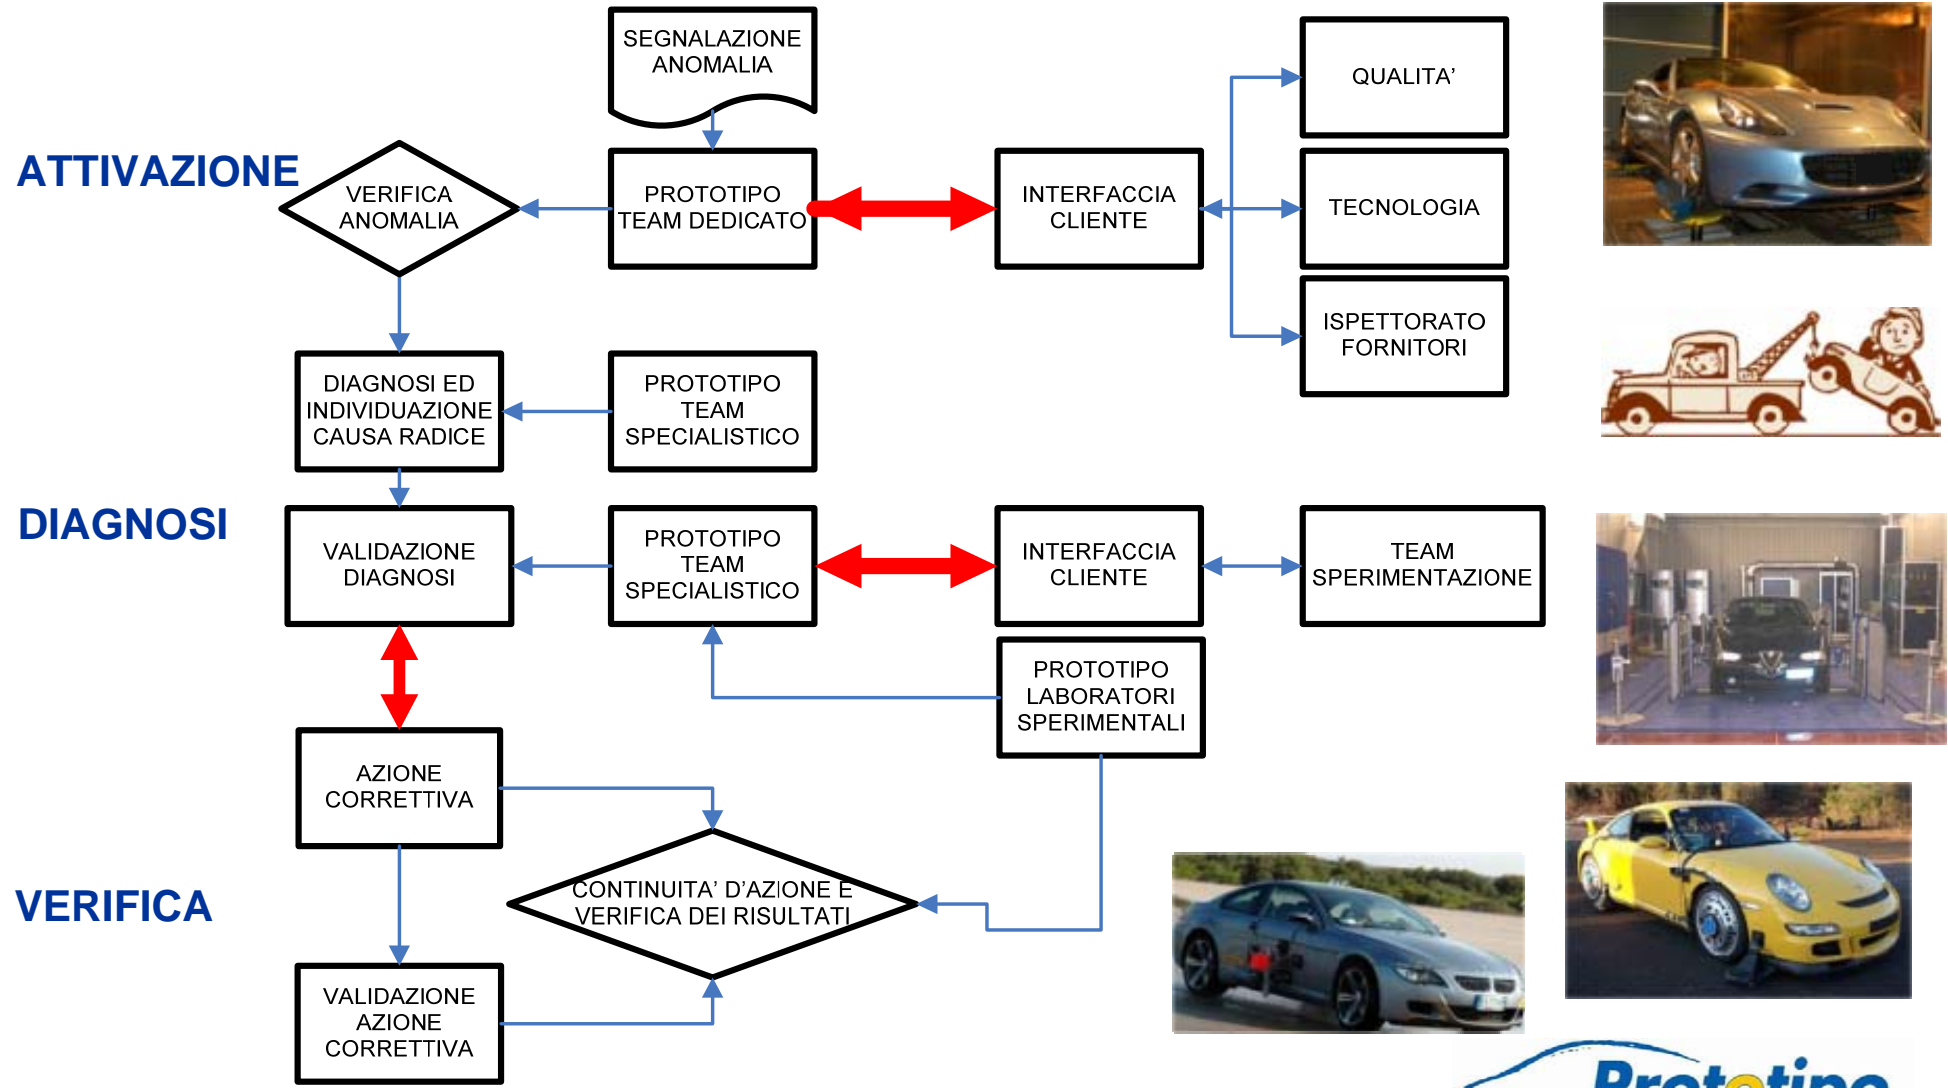 SEGNALAZIONE
ANOMALIA
QUALITA'
ATTIVAZIONE
VERIFICA
ANOMALIA
PROTOTIPO
TEAM DEDICATO
INTERFACCIA
CLIENTE
TECNOLOGIA
ISPETTORATO
FORNITORI
DIAGNOSI ED
INDIVIDUAZIONE
CAUSA RADICE
PROTOTIPO
TEAM
SPECIALISTICO
DIAGNOSI
VALIDAZIONE
DIAGNOSI
PROTOTIPO
TEAM
SPECIALISTICO
INTERFACCIA
CLIENTE
TEAM
SPERIMENTAZIONE
PROTOTIPO
LABORATORI
SPERIMENTALI
AZIONE
CORRETTIVA
VERIFICA
CONTINUITA' D'AZIONE E
VERIFICA DEI RISULTATI
VALIDAZIONE
AZIONE
CORRETTIVA
Prototipo